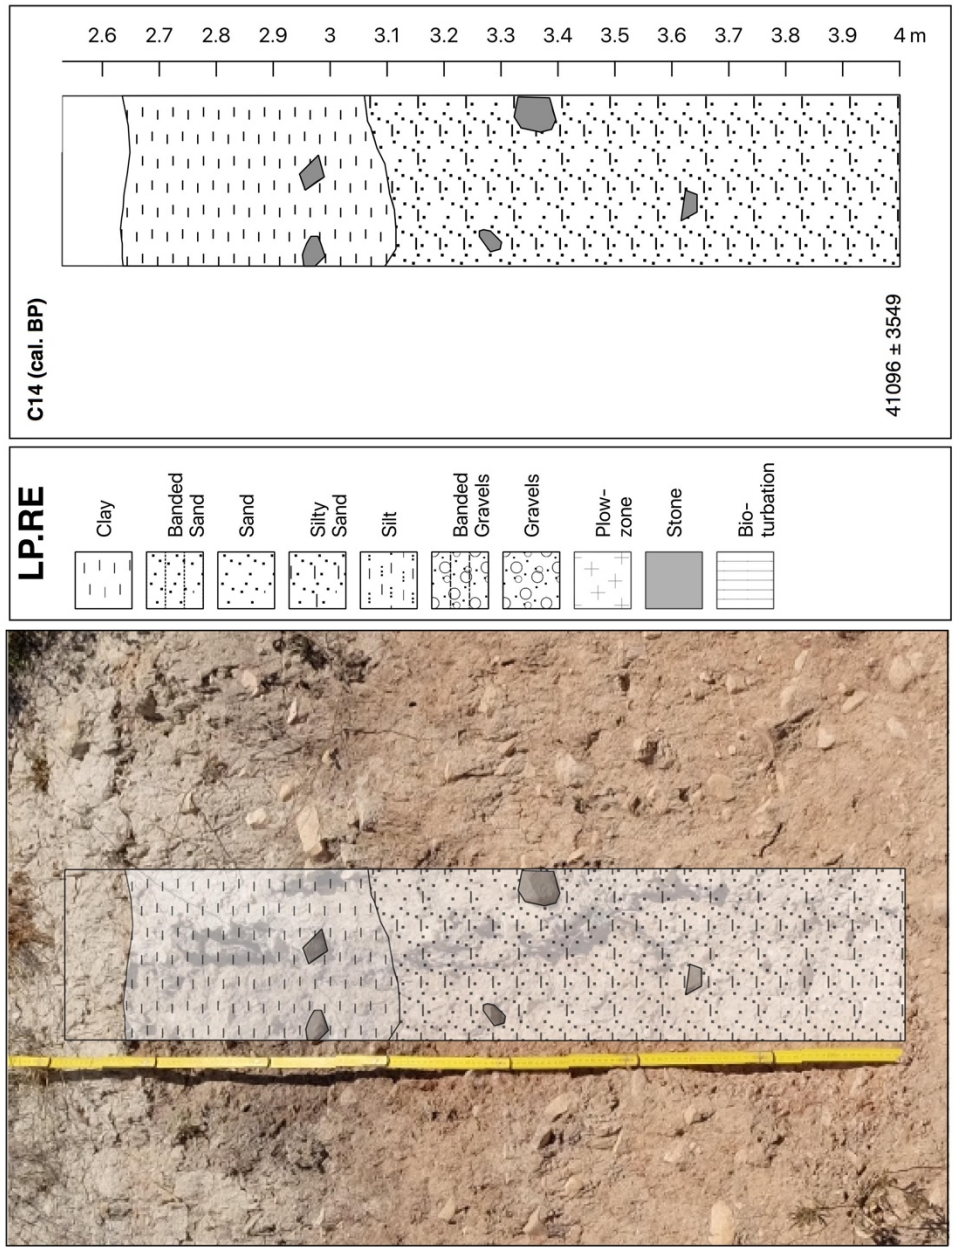 2.6 2.7 2.8 2.9 3 3.1 3.2 3.3 3.4 3.5 3.6 3.7 3.8 3.9 4 m
C14 (cal. BP)
41096 ± 3549
LP.RE
Clay
Banded
Sand
Sand
Silty
Sand
Silt
Banded
Gravels
Gravels
Plow-
zone
Stone
Bio-
turbation